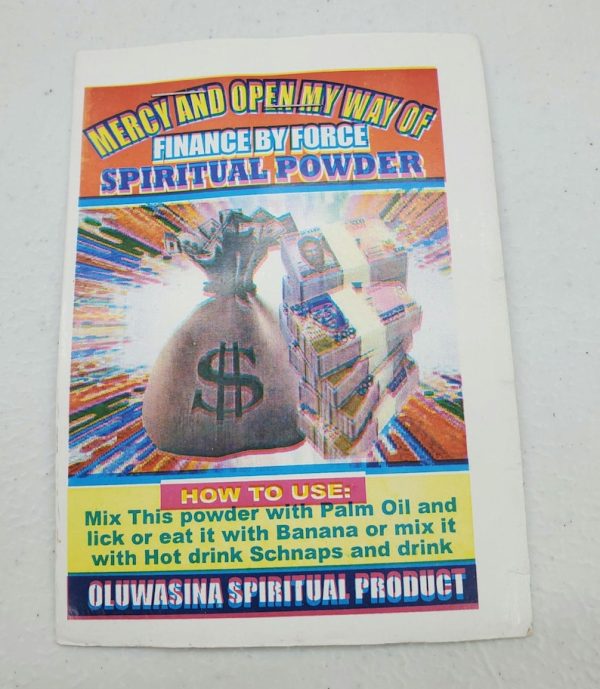 MERCY AND OPEN MY WAY OF
FINANCE BY FORCE
SPIRITUAL POWDER
$
HOW TO USE:
Mix This powder with Palm Oil and
lick or eat it with Banana or mix it
with Hot drink Schnaps and drink
OLUWASINA SPIRITUAL PRODUCT